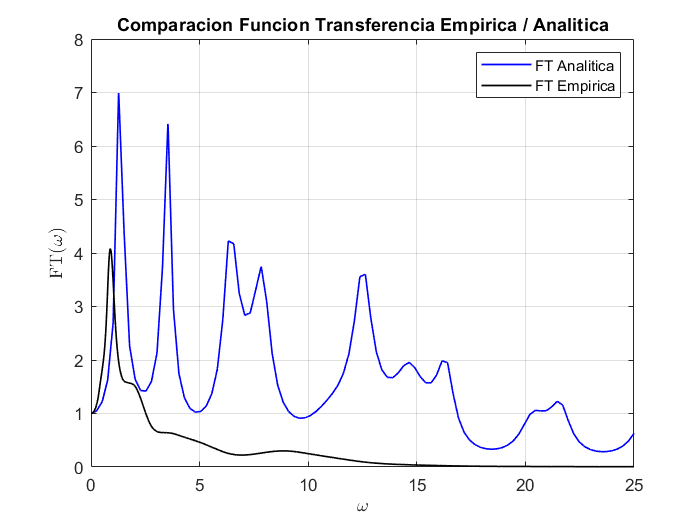 Comparacion Funcion Transferencia Empirica / Analitica
FT Analitica
FT Empirica
FT(ω)
8
7
6
5
4
3
2
1
0
0 5 10 15 20 25
ω